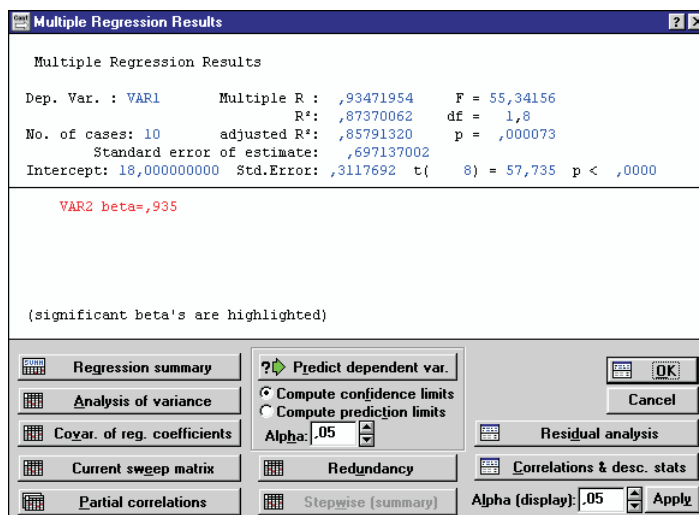 Multiple Regression Results
Multiple Regression Results
Dep. Var. : VAR1 Multiple R : ,93471954 F = 55,34156
R²: ,87370062 df = 1,8
No. of cases: 10 adjusted R²: ,85791320 p = ,000073
Standard error of estimate: ,697137002
Intercept: 18,000000000 Std.Error: ,3117692 t( 8) = 57,735 p < ,0000
VAR2 beta=,935
(significant beta's are highlighted)
Regression summary
Analysis of variance
Covar. of reg. coefficients
Current sweep matrix
Partial correlations
Predict dependent var.
Compute confidence limits
Compute prediction limits
Alpha: ,05
Redundancy
Stepwise (summary)
OK
Cancel
Residual analysis
Correlations & desc. stats
Alpha (display): ,05 Apply